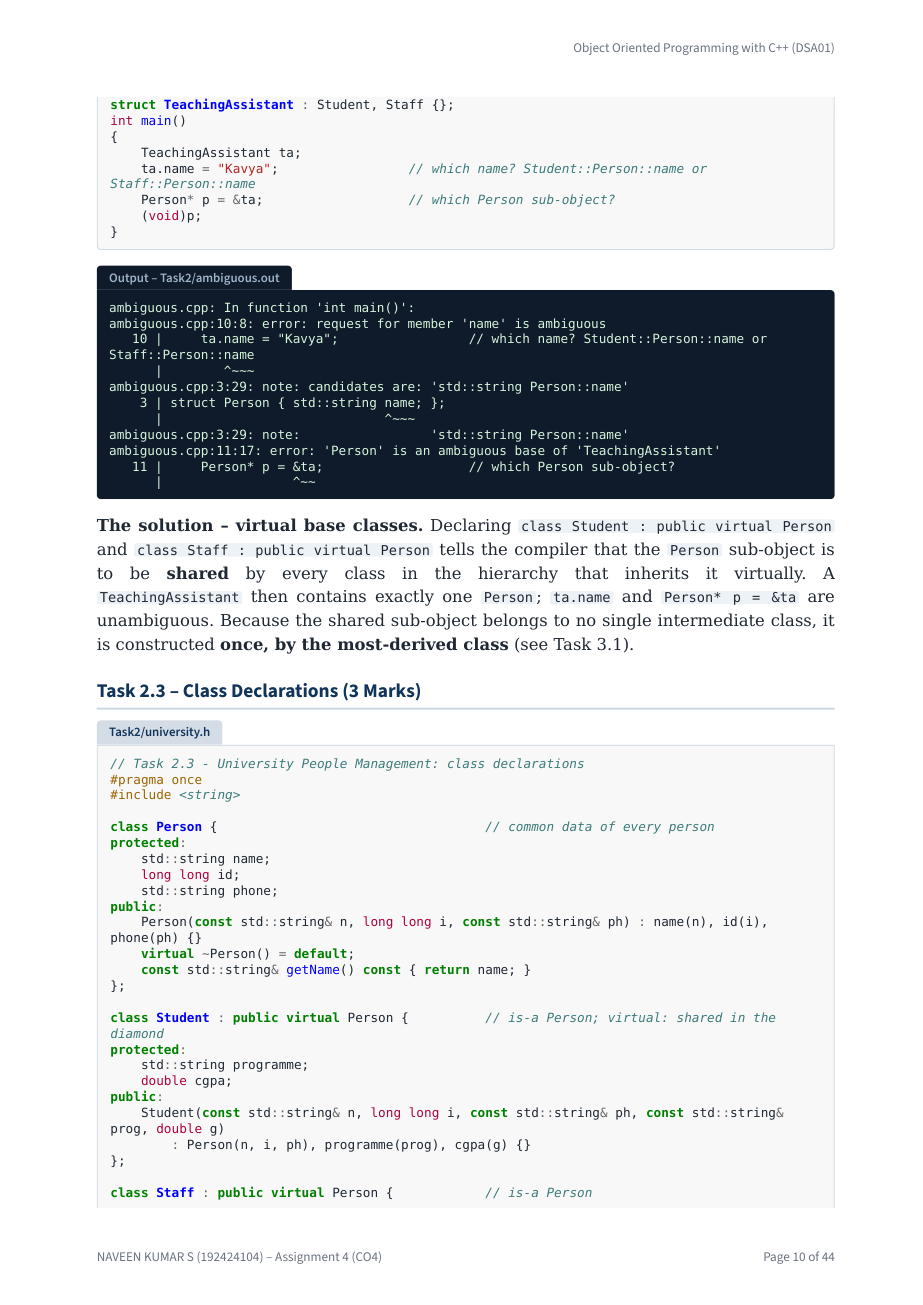 Object Oriented Programming with C++ (DSA01)
struct TeachingAssistant : Student, Staff {};
int main()
{
    TeachingAssistant ta;
    ta.name = "Kavya";                 // which name? Student::Person::name or
Staff::Person::name
    Person* p = &ta;                   // which Person sub-object?
    (void)p;
}
Output – Task2/ambiguous.out
ambiguous.cpp: In function 'int main()':
ambiguous.cpp:10:8: error: request for member 'name' is ambiguous
   10 |     ta.name = "Kavya";                 // which name? Student::Person::name or
Staff::Person::name
      |        ^~~~
ambiguous.cpp:3:29: note: candidates are: 'std::string Person::name'
    3 | struct Person { std::string name; };
      |                             ^~~~
ambiguous.cpp:3:29: note:                 'std::string Person::name'
ambiguous.cpp:11:17: error: 'Person' is an ambiguous base of 'TeachingAssistant'
   11 |     Person* p = &ta;                   // which Person sub-object?
      |                 ^~~
The solution – virtual base classes. Declaring class Student : public virtual Person
and class Staff : public virtual Person tells the compiler that the Person sub-object is
to be shared by every class in the hierarchy that inherits it virtually. A
TeachingAssistant then contains exactly one Person; ta.name and Person* p = &ta are
unambiguous. Because the shared sub-object belongs to no single intermediate class, it
is constructed once, by the most-derived class (see Task 3.1).
Task 2.3 – Class Declarations (3 Marks)
Task2/university.h
// Task 2.3 - University People Management: class declarations
#pragma once
#include <string>
class Person {                                   // common data of every person
protected:
    std::string name;
    long long id;
    std::string phone;
public:
    Person(const std::string& n, long long i, const std::string& ph) : name(n), id(i),
phone(ph) {}
    virtual ~Person() = default;
    const std::string& getName() const { return name; }
};
class Student : public virtual Person {          // is-a Person; virtual: shared in the
diamond
protected:
    std::string programme;
    double cgpa;
public:
    Student(const std::string& n, long long i, const std::string& ph, const std::string&
prog, double g)
        : Person(n, i, ph), programme(prog), cgpa(g) {}
};
class Staff : public virtual Person {            // is-a Person
NAVEEN KUMAR S (192424104) – Assignment 4 (CO4)
Page 10 of 44